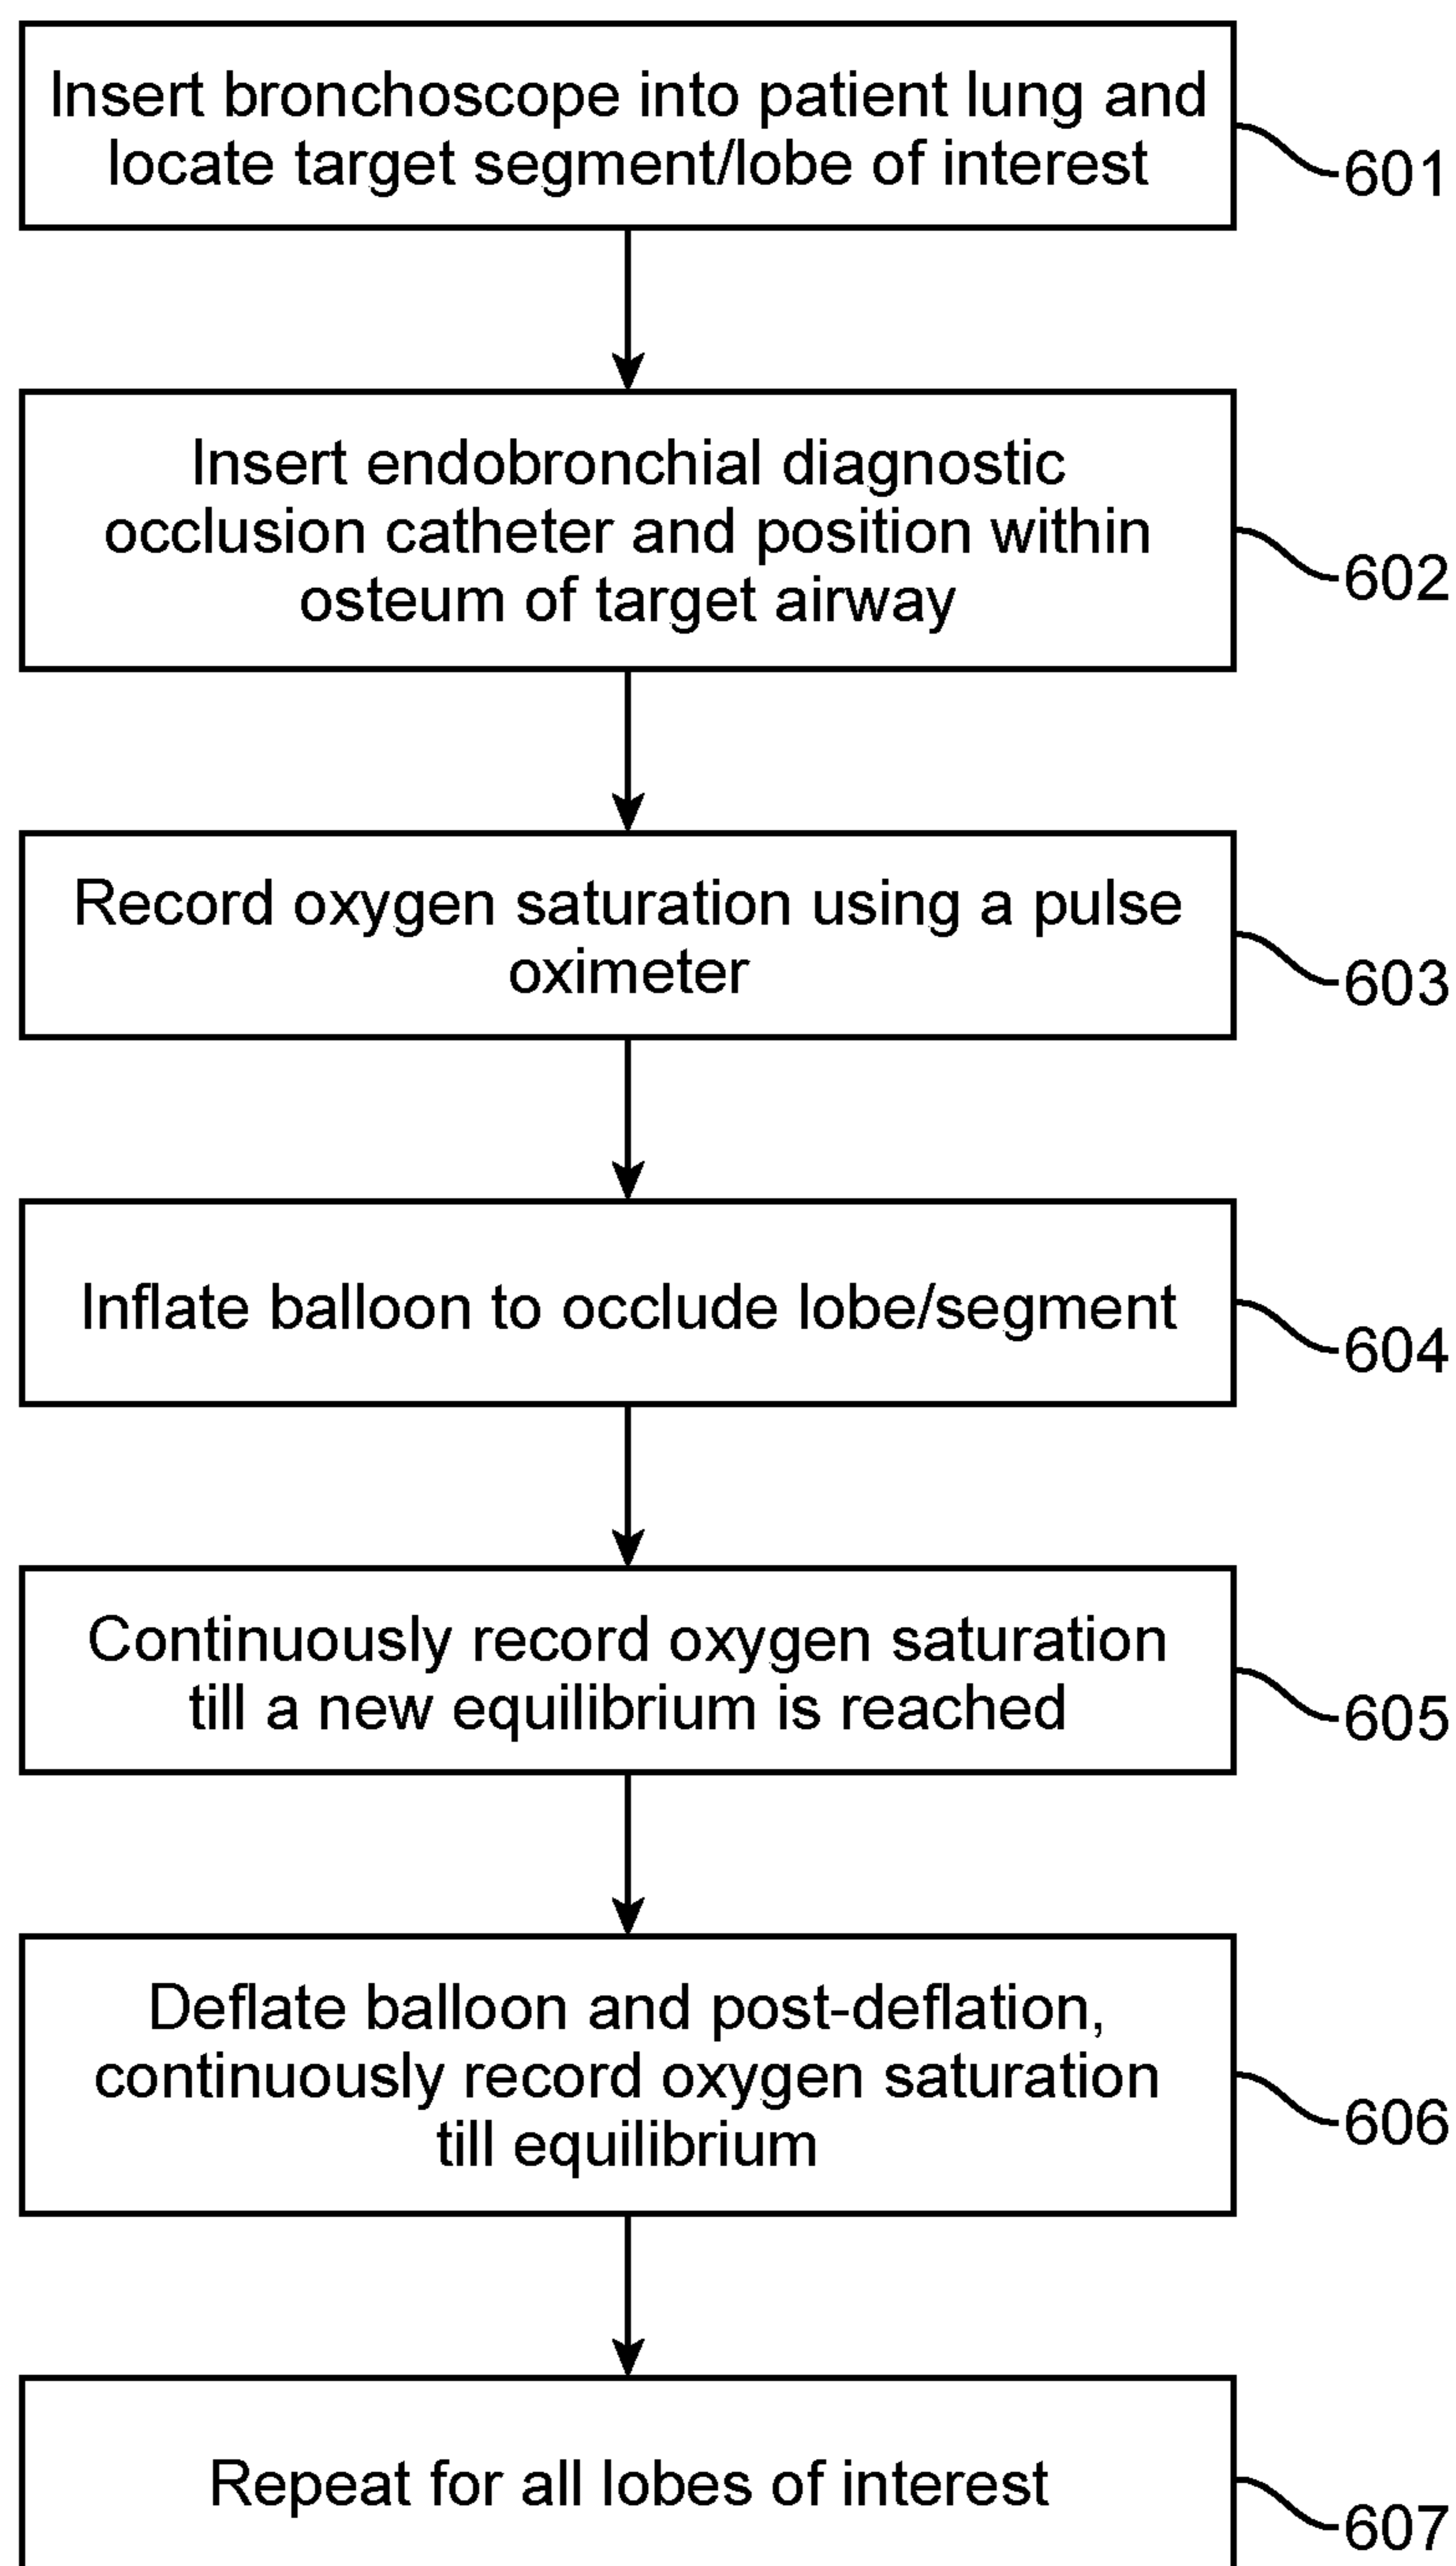 Insert bronchoscope into patient lung and
locate target segment/lobe of interest
601
Insert endobronchial diagnostic
occlusion catheter and position within
osteum of target airway
602
Record oxygen saturation using a pulse
oximeter
603
Inflate balloon to occlude lobe/segment
604
Continuously record oxygen saturation
till a new equilibrium is reached
605
Deflate balloon and post-deflation,
continuously record oxygen saturation
till equilibrium
606
Repeat for all lobes of interest
607